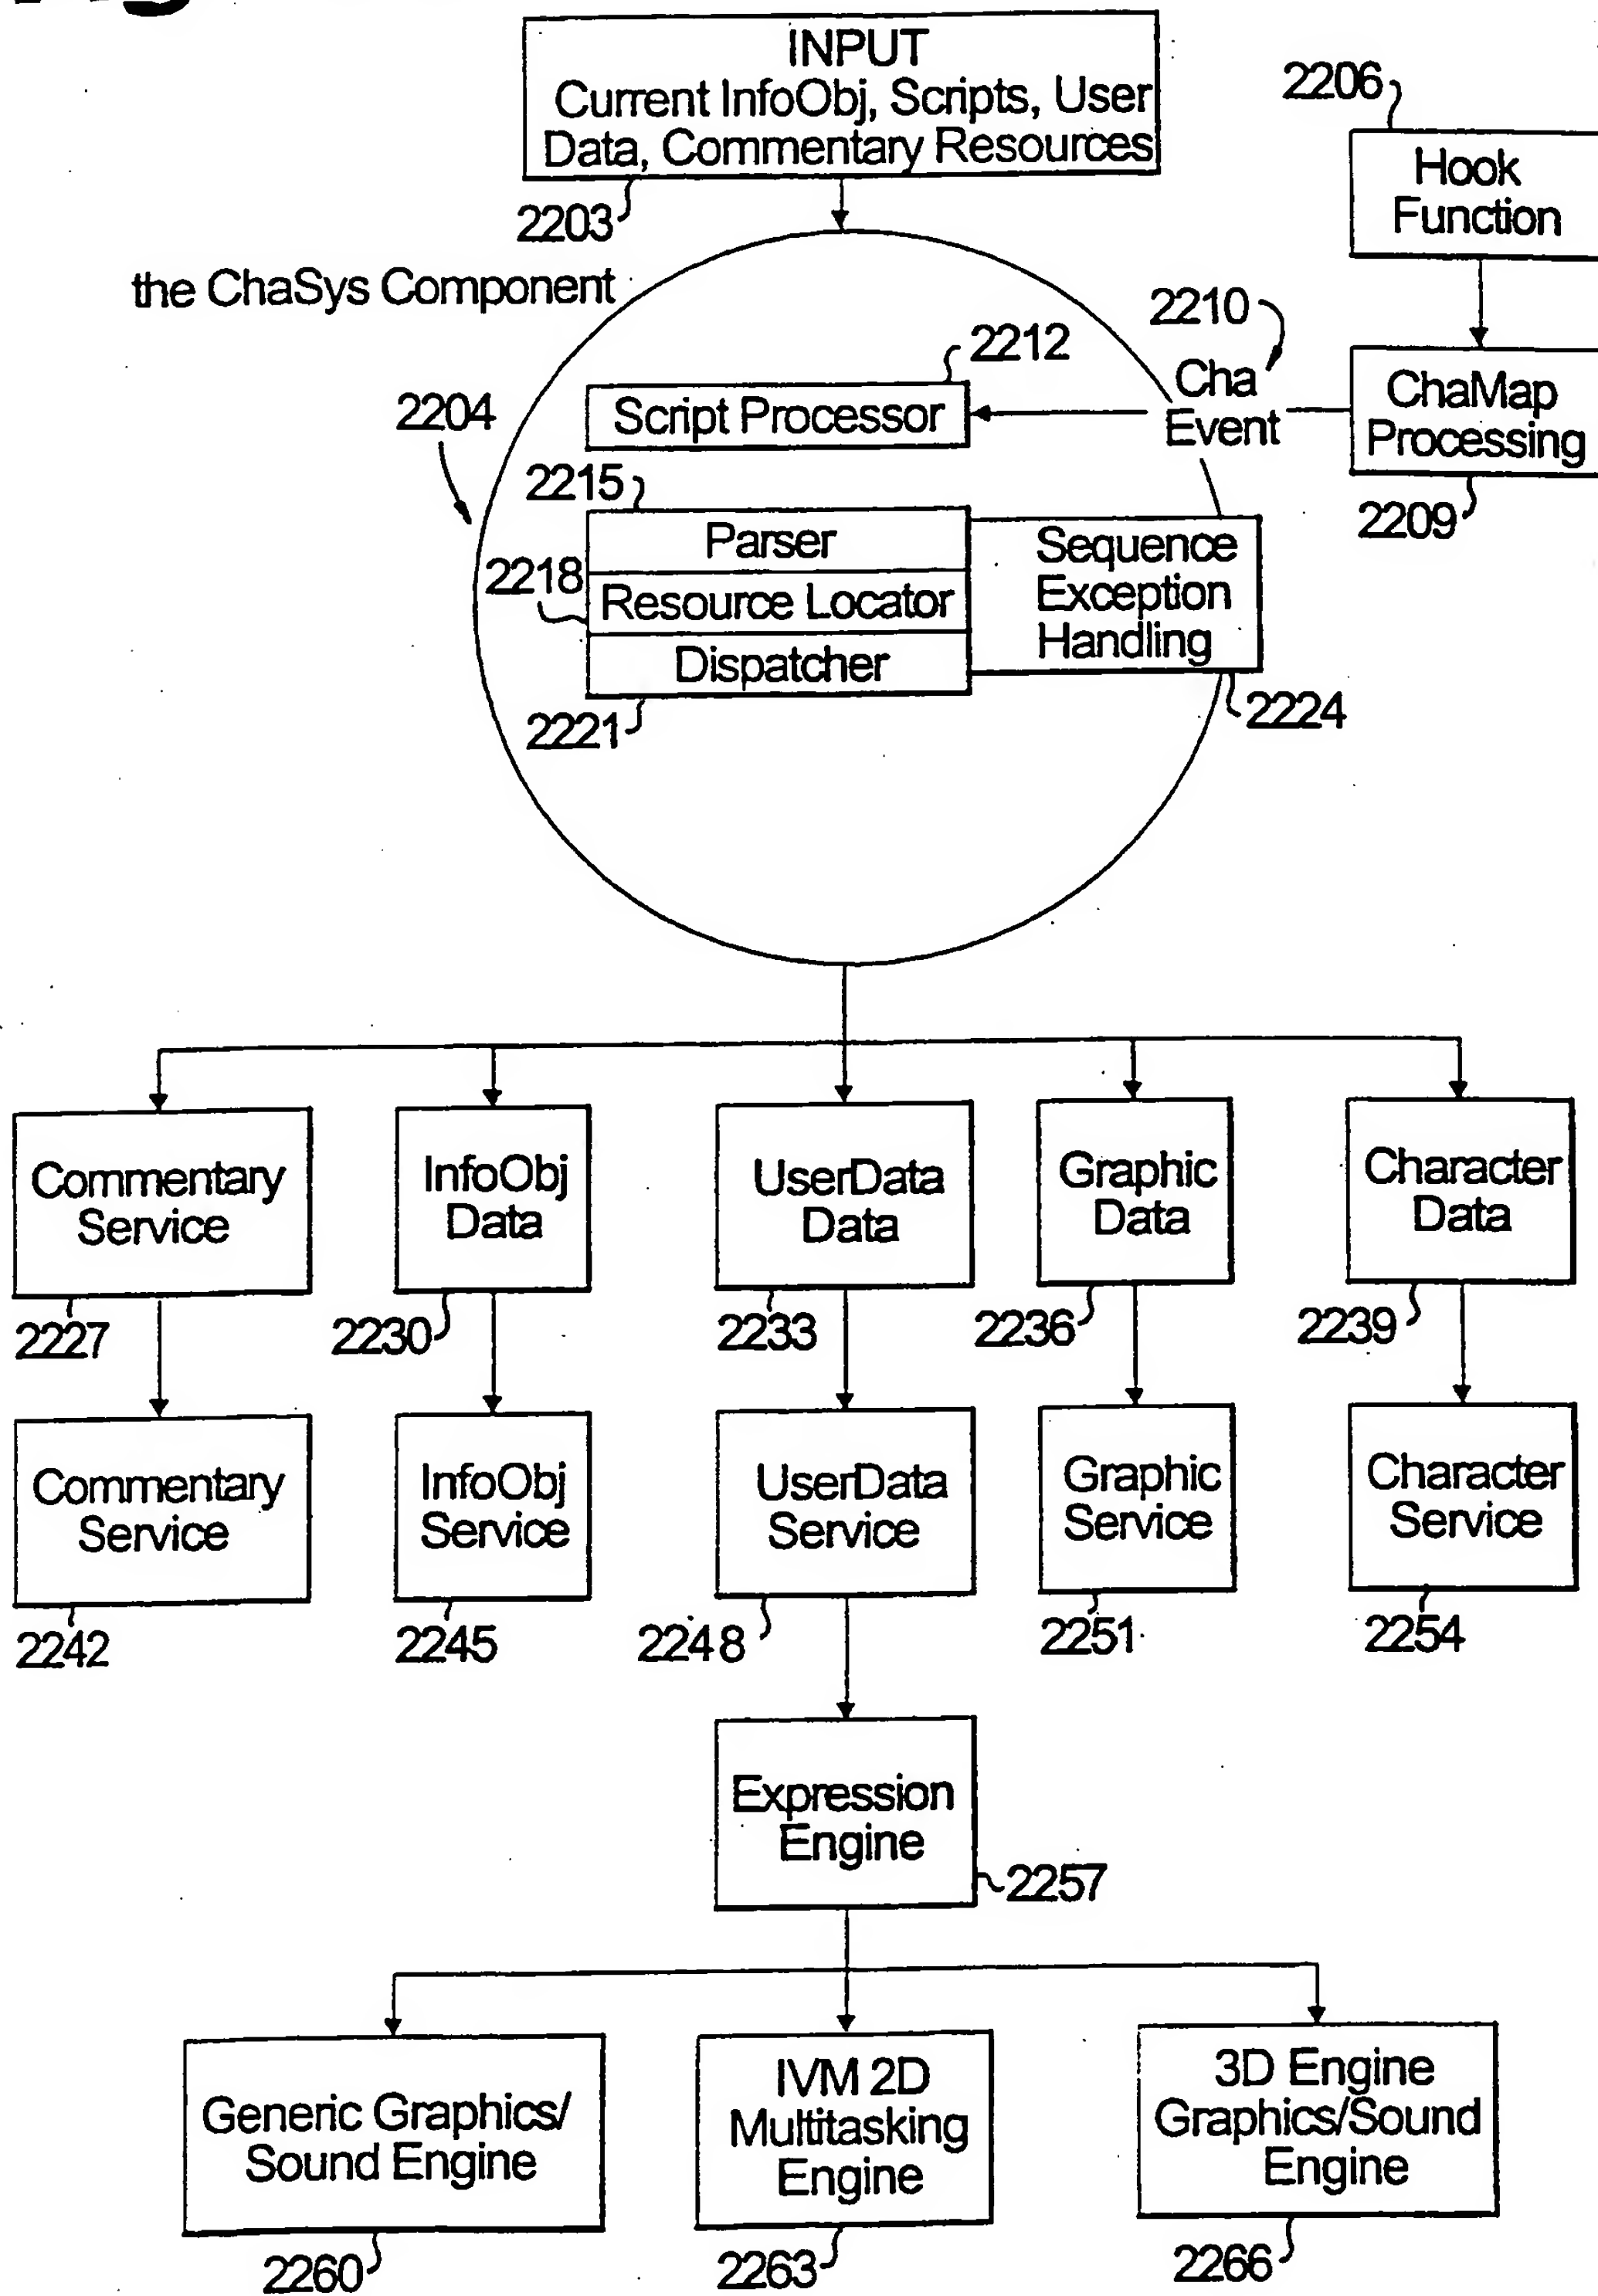 INPUT
Current InfoObj, Scripts, User
Data, Commentary Resources
2203
2206
Hook
Function
the ChaSys Component
2210
2212
Cha
Event
ChaMap
Processing
2209
2204
Script Processor
2215
Parser
2218
Resource Locator
Dispatcher
2221
Sequence
Exception
Handling
2224
Commentary
Service
2227
InfoObj
Data
2230
UserData
Data
2233
Graphic
Data
2236
Character
Data
2239
Commentary
Service
2242
InfoObj
Service
2245
UserData
Service
2248
Graphic
Service
2251
Character
Service
2254
Expression
Engine
2257
Generic Graphics/
Sound Engine
2260
IVM 2D
Multitasking
Engine
2263
3D Engine
Graphics/Sound
Engine
2266